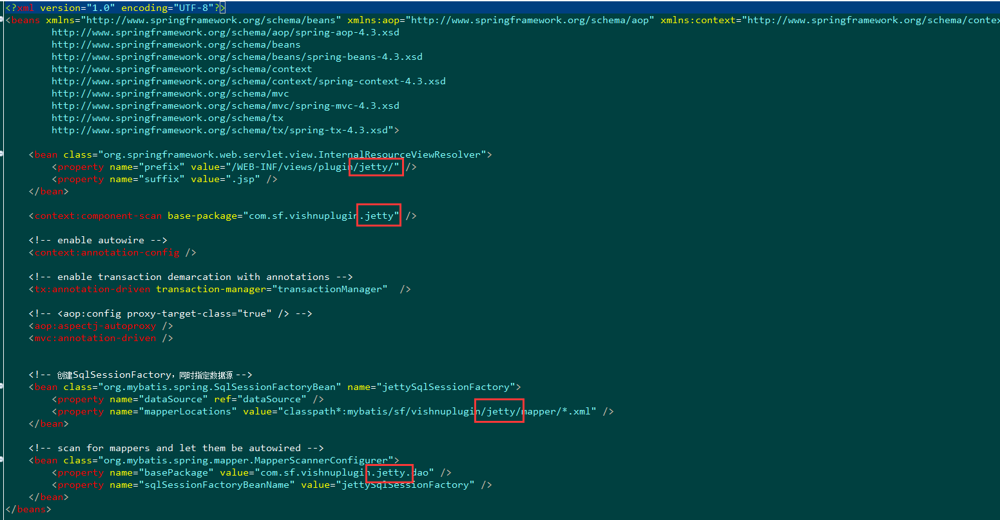 <?xml version="1.0" encoding="UTF-8"?>
<beans xmlns="http://www.springframework.org/schema/beans" xmlns:aop="http://www.springframework.org/schema/aop" xmlns:context="http://www.springframework.org/schema/contex
http://www.springframework.org/schema/aop/spring-aop-4.3.xsd
http://www.springframework.org/schema/beans
http://www.springframework.org/schema/beans/spring-beans-4.3.xsd
http://www.springframework.org/schema/context
http://www.springframework.org/schema/context/spring-context-4.3.xsd
http://www.springframework.org/schema/mvc
http://www.springframework.org/schema/mvc/spring-mvc-4.3.xsd
http://www.springframework.org/schema/tx
http://www.springframework.org/schema/tx/spring-tx-4.3.xsd">
<bean class="org.springframework.web.servlet.view.InternalResourceViewResolver">
<property name="prefix" value="/WEB-INF/views/plugin/jetty/" />
<property name="suffix" value=".jsp" />
</bean>
<context:component-scan base-package="com.sf.vishnuplugin.jetty" />
<!-- enable autowire -->
<context:annotation-config />
<!-- enable transaction demarcation with annotations -->
<tx:annotation-driven transaction-manager="transactionManager"  />
<!-- <aop:config proxy-target-class="true" /> -->
<aop:aspectj-autoproxy />
<mvc:annotation-driven />
<!-- 创建SqlSessionFactory，同时指定数据源 -->
<bean class="org.mybatis.spring.SqlSessionFactoryBean" name="jettySqlSessionFactory">
<property name="dataSource" ref="dataSource" />
<property name="mapperLocations" value="classpath*:mybatis/sf/vishnuplugin/jetty/mapper/*.xml" />
</bean>
<!-- scan for mappers and let them be autowired -->
<bean class="org.mybatis.spring.mapper.MapperScannerConfigurer">
<property name="basePackage" value="com.sf.vishnuplugin.jetty.dao" />
<property name="sqlSessionFactoryBeanName" value="jettySqlSessionFactory" />
</bean>
</beans>